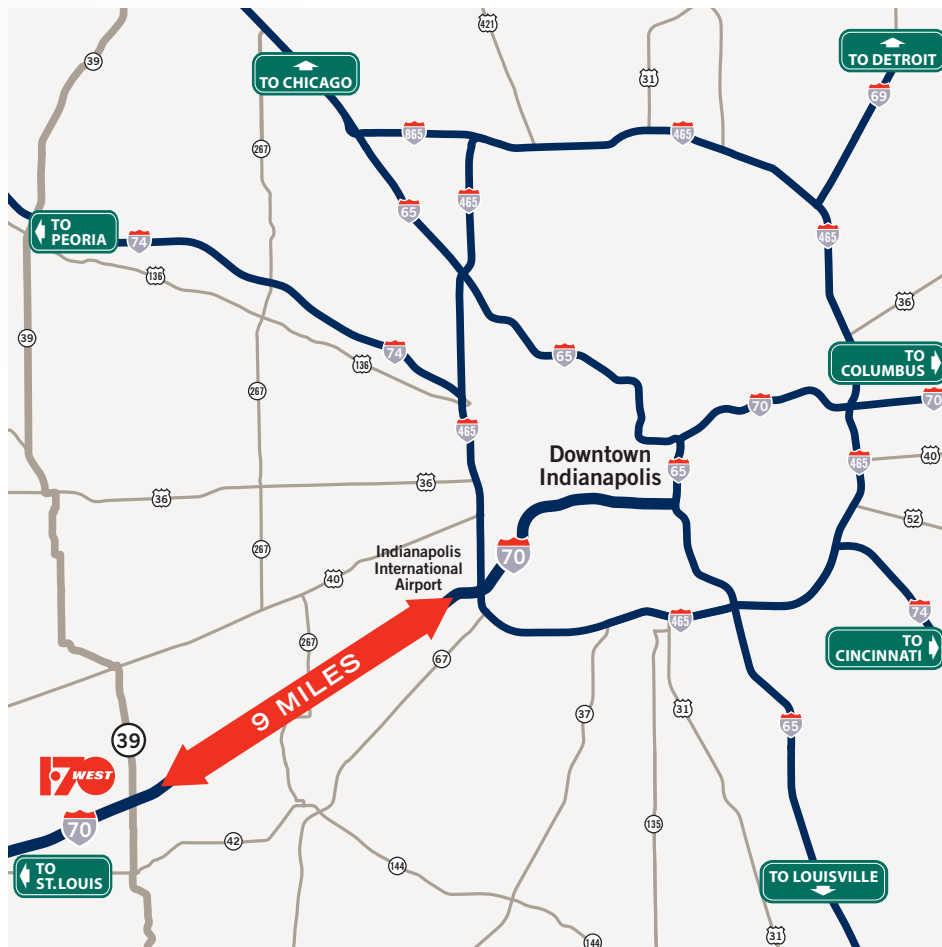 421
39
TO DETROIT
TO CHICAGO
31
69
865
465
267
465
65
TO
PEORIA
74
465
136
36
39
74
65
TO
COLUMBUS
136
267
70
70
465
Downtown
Indianapolis
65
465
40
36
36
52
267
70
Indianapolis
International
Airport
40
74
465
TO
CINCINNATI
267
67
9 MILES
31
37
65
39
I-70 WEST
70
135
42
144
TO
ST.LOUIS
TO LOUISVILLE
31
144